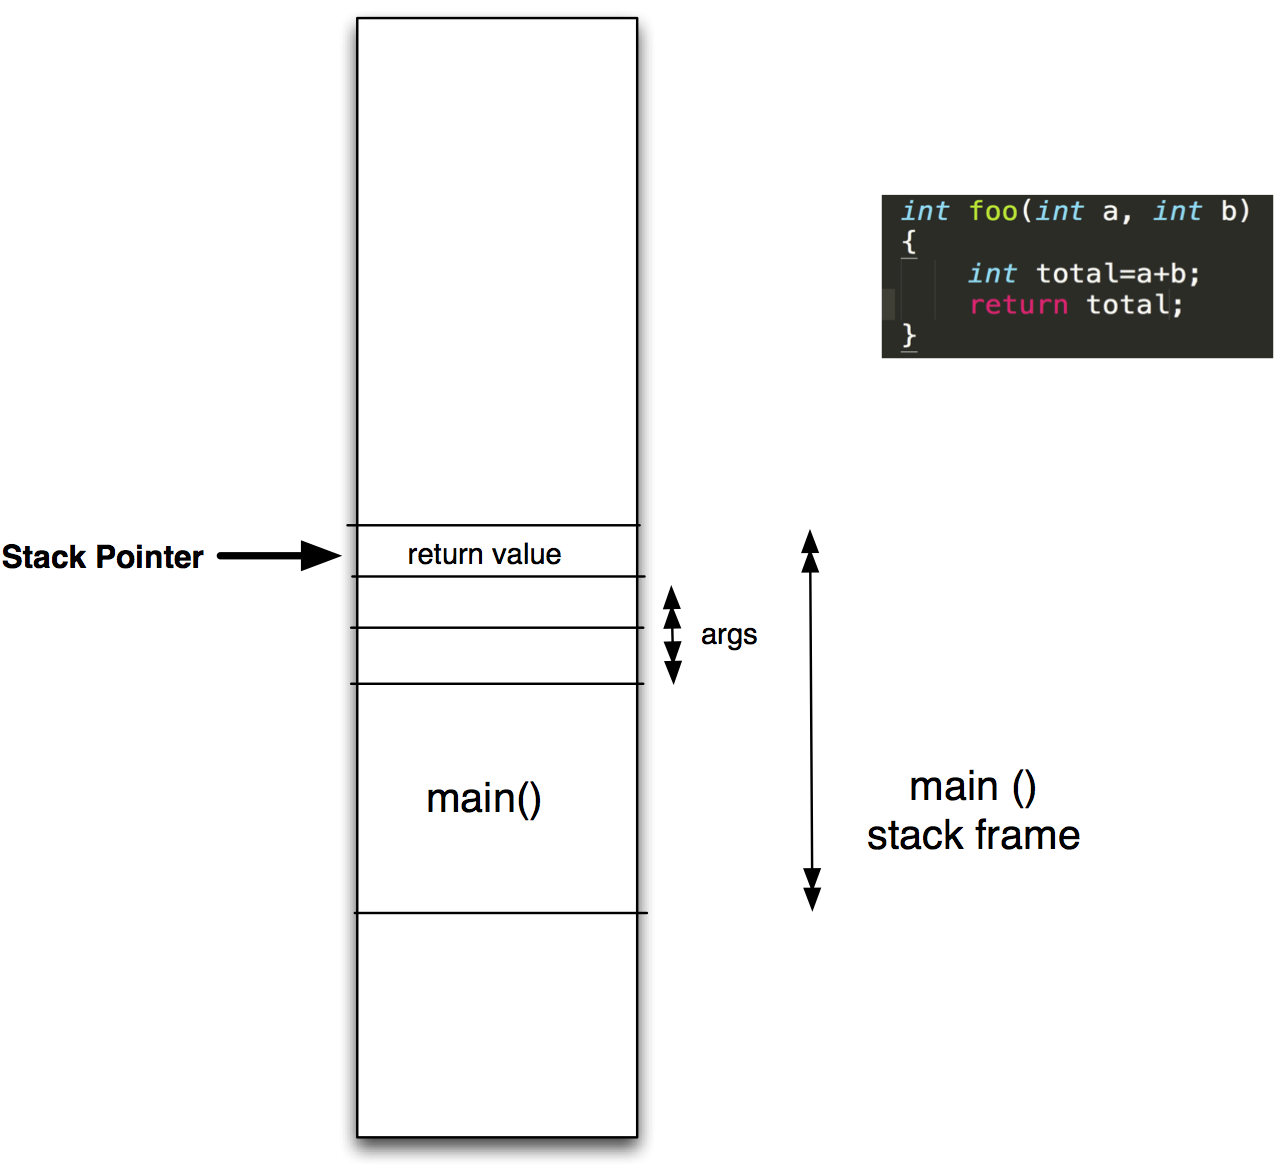 int foo(int a, int b)
{
int total=a+b;
return total;
}
Stack Pointer
return value
args
main()
main ()
stack frame